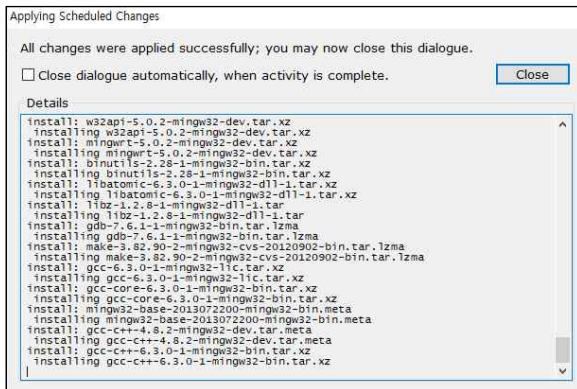 Applying Scheduled Changes
All changes were applied successfully; you may now close this dialogue.
Close dialogue automatically, when activity is complete.
Close
Details
install: w32api-5.0.2-mingw32-dev.tar.xz
installing w32api-5.0.2-mingw32-dev.tar.xz
install: mingwrt-5.0.2-mingw32-dev.tar.xz
installing mingwrt-5.0.2-mingw32-dev.tar.xz
install: binutils-2.28-1-mingw32-bin.tar.xz
installing binutils-2.28-1-mingw32-bin.tar.xz
install: libatomic-6.3.0-1-mingw32-dll-1.tar.xz
installing libatomic-6.3.0-1-mingw32-dll-1.tar.xz
install: libz-1.2.8-1-mingw32-dll-1.tar
installing libz-1.2.8-1-mingw32-dll-1.tar
install: gdb-7.6.1-1-mingw32-bin.tar.lzma
installing gdb-7.6.1-1-mingw32-bin.tar.lzma
install: make-3.82.90-2-mingw32-cvs-20120902-bin.tar.lzma
installing make-3.82.90-2-mingw32-cvs-20120902-bin.tar.lzma
install: gcc-6.3.0-1-mingw32-lic.tar.xz
installing gcc-6.3.0-1-mingw32-lic.tar.xz
install: gcc-core-6.3.0-1-mingw32-bin.tar.xz
installing gcc-core-6.3.0-1-mingw32-bin.tar.xz
install: mingw32-base-2013072200-mingw32-bin.meta
installing mingw32-base-2013072200-mingw32-bin.meta
install: gcc-c++-4.8.2-mingw32-dev.tar.meta
installing gcc-c++-4.8.2-mingw32-dev.tar.meta
install: gcc-c++-6.3.0-1-mingw32-bin.tar.xz
installing gcc-c++-6.3.0-1-mingw32-bin.tar.xz